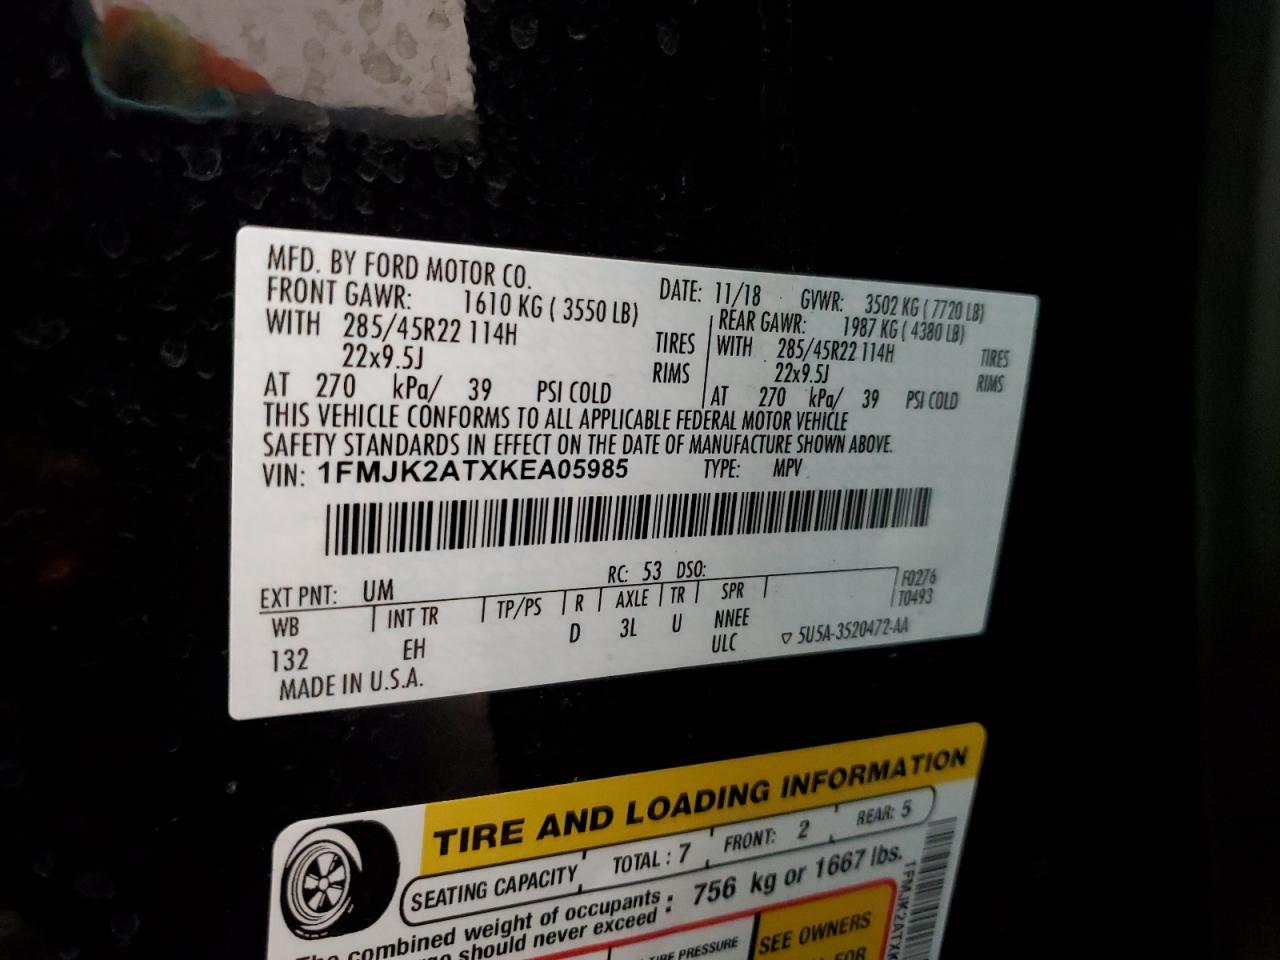 MFD. BY FORD MOTOR CO.
DATE: 11/18 GVWR: 3502 KG ( 7720 LB)
FRONT GAWR: 1610 KG ( 3550 LB)
REAR GAWR: 1987 KG ( 4380 LB)
WITH 285/45R22 114H TIRES
WITH 285/45R22 114H TIRES
22x9.5J RIMS
22x9.5J RIMS
AT 270 kPa/ 39 PSI COLD
AT 270 kPa/ 39 PSI COLD
THIS VEHICLE CONFORMS TO ALL APPLICABLE FEDERAL MOTOR VEHICLE
SAFETY STANDARDS IN EFFECT ON THE DATE OF MANUFACTURE SHOWN ABOVE.
VIN: 1FMJK2ATXKEA05985 TYPE: MPV
EXT PNT: UM RC: 53 DSO:
WB INT TR TP/PS R AXLE TR SPR F0276
T0493
132 EH D 3L U NNEE
ULC ▽ 5U5A-3520472-AA
MADE IN U.S.A.
TIRE AND LOADING INFORMATION
SEATING CAPACITY TOTAL : 7 FRONT: 2 REAR: 5
The combined weight of occupants
should never exceed : 756 kg or 1667 lbs.
TIRE PRESSURE
SEE OWNERS
FOR
1FMJK2ATXK